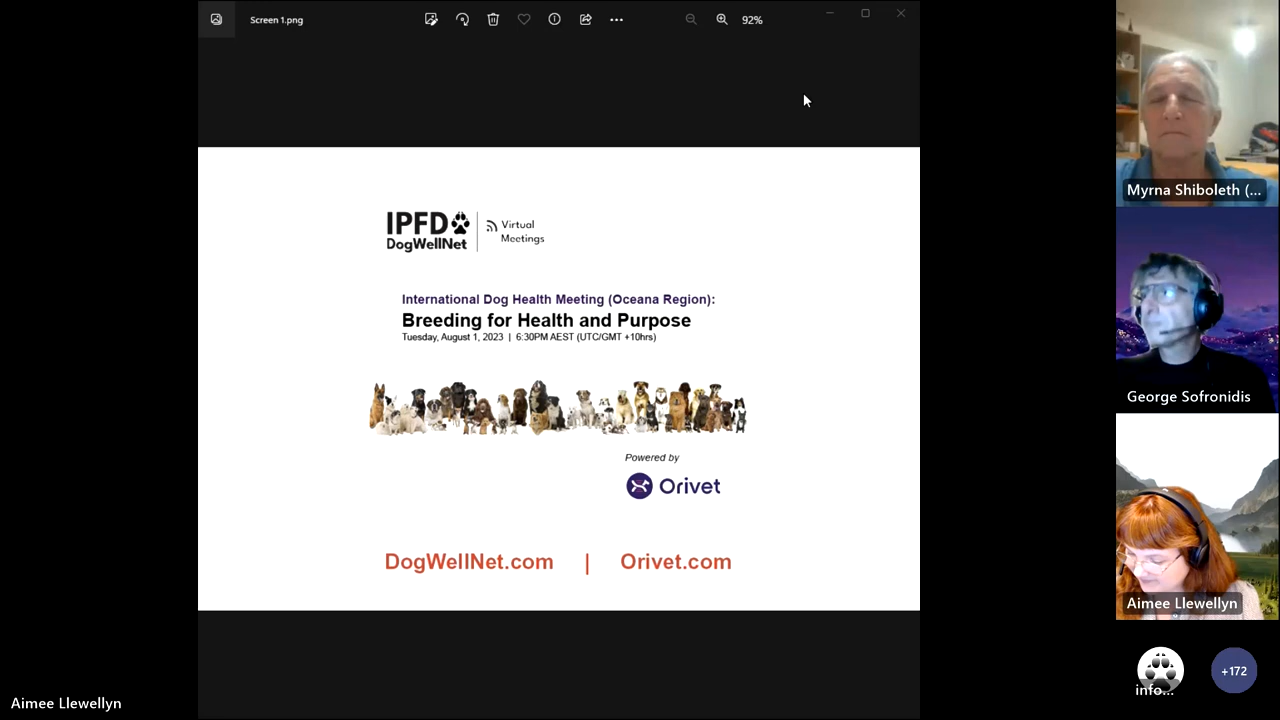 Screen 1.png
92%
IPFD
DogWellNet
Virtual
Meetings
International Dog Health Meeting (Oceana Region):
Breeding for Health and Purpose
Tuesday, August 1, 2023 | 6:30PM AEST (UTC/GMT +10hrs)
Powered by
Orivet
DogWellNet.com | Orivet.com
Myrna Shiboleth (...
George Sofronidis
Aimee Llewellyn
info...
+172
Aimee Llewellyn